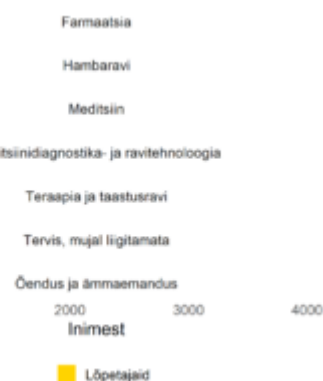 Farmaatsia
Hambaravi
Meditsiin
itsiinidiagnostika- ja ravitehnoloogia
Teraapia ja taastusravi
Tervis, mujal liigitamata
Õendus ja ämmaemandus
2000 3000 4000
Inimest
Lõpetajaid